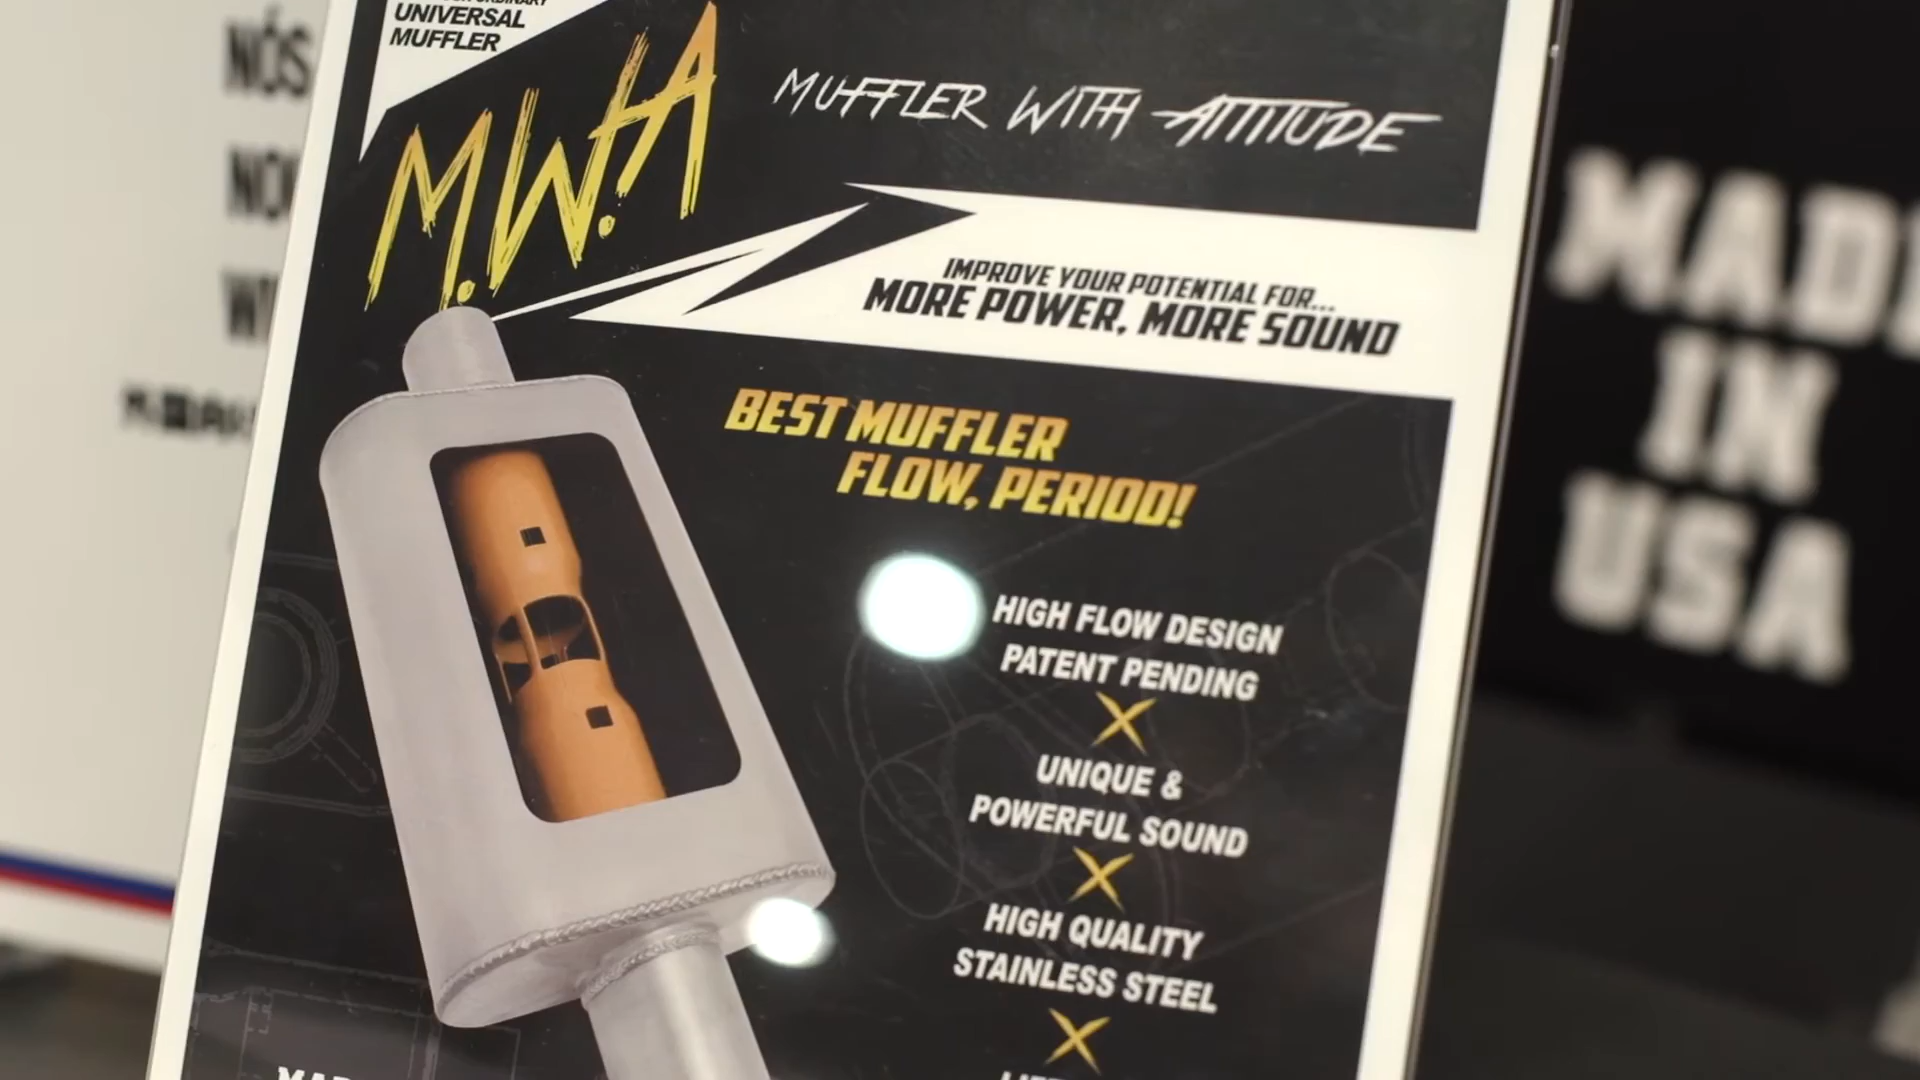 UNIVERSAL
MUFFLER
M.W.A
MUFFLER WITH ATTITUDE
IMPROVE YOUR POTENTIAL FOR...
MORE POWER, MORE SOUND
BEST MUFFLER
FLOW, PERIOD!
HIGH FLOW DESIGN
PATENT PENDING
UNIQUE &
POWERFUL SOUND
HIGH QUALITY
STAINLESS STEEL
NÓS
MADE
IN
USA